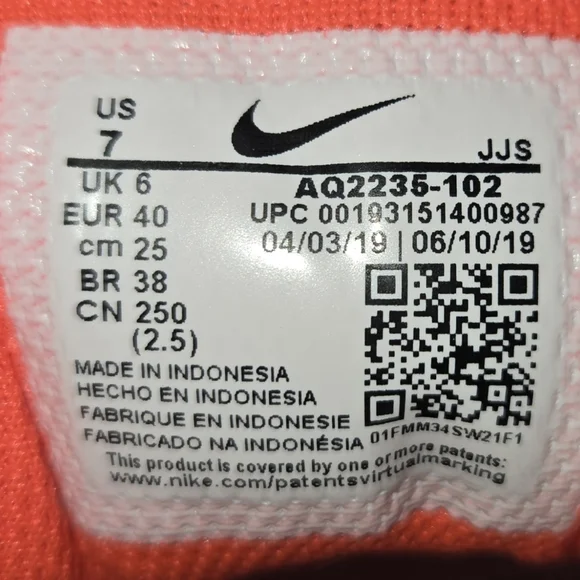 US
7
JJS
UK 6
EUR 40
cm 25
BR 38
CN 250
(2.5)
AQ2235-102
UPC 00193151400987
04/03/19 | 06/10/19
MADE IN INDONESIA
HECHO EN INDONESIA
FABRIQUE EN INDONESIE
FABRICADO NA INDONÉSIA
01FMM34SW21F1
This product is covered by one or more patents:
www.nike.com/patentsvirtualmarking